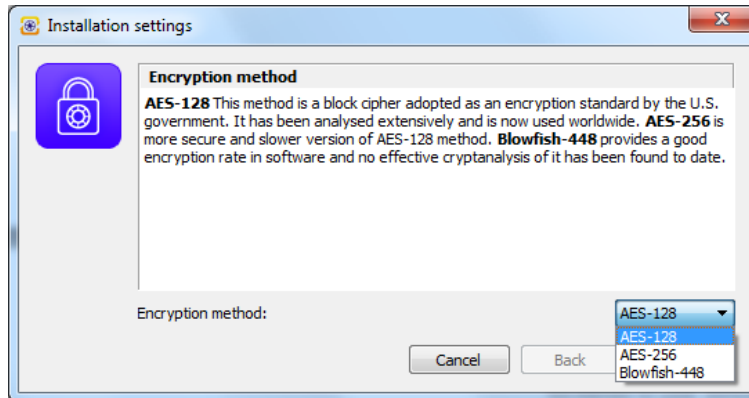 Installation settings
Encryption method
AES-128 This method is a block cipher adopted as an encryption standard by the U.S.
government. It has been analysed extensively and is now used worldwide. AES-256 is
more secure and slower version of AES-128 method. Blowfish-448 provides a good
encryption rate in software and no effective cryptanalysis of it has been found to date.
Encryption method:
AES-128
AES-128
AES-256
Blowfish-448
Cancel
Back